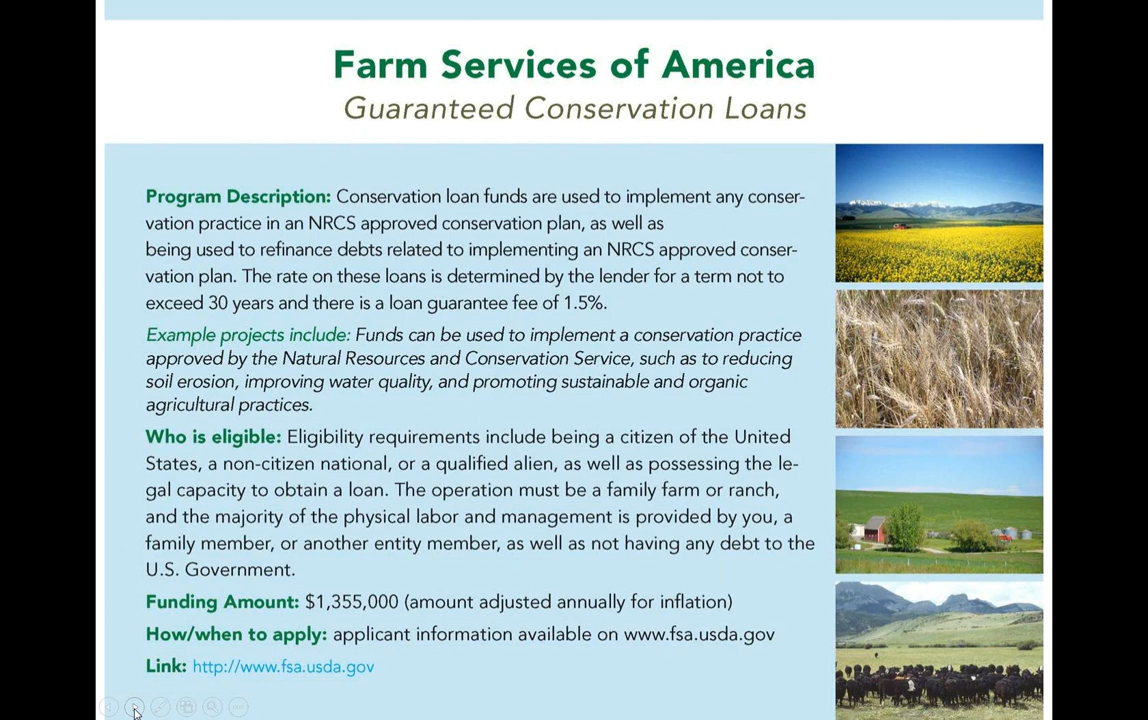 Farm Services of America
Guaranteed Conservation Loans
Program Description: Conservation loan funds are used to implement any conser-
vation practice in an NRCS approved conservation plan, as well as
being used to refinance debts related to implementing an NRCS approved conser-
vation plan. The rate on these loans is determined by the lender for a term not to
exceed 30 years and there is a loan guarantee fee of 1.5%.
Example projects include: Funds can be used to implement a conservation practice
approved by the Natural Resources and Conservation Service, such as to reducing
soil erosion, improving water quality, and promoting sustainable and organic
agricultural practices.
Who is eligible: Eligibility requirements include being a citizen of the United
States, a non-citizen national, or a qualified alien, as well as possessing the le-
gal capacity to obtain a loan. The operation must be a family farm or ranch,
and the majority of the physical labor and management is provided by you, a
family member, or another entity member, as well as not having any debt to the
U.S. Government.
Funding Amount: $1,355,000 (amount adjusted annually for inflation)
How/when to apply: applicant information available on www.fsa.usda.gov
Link: http://www.fsa.usda.gov